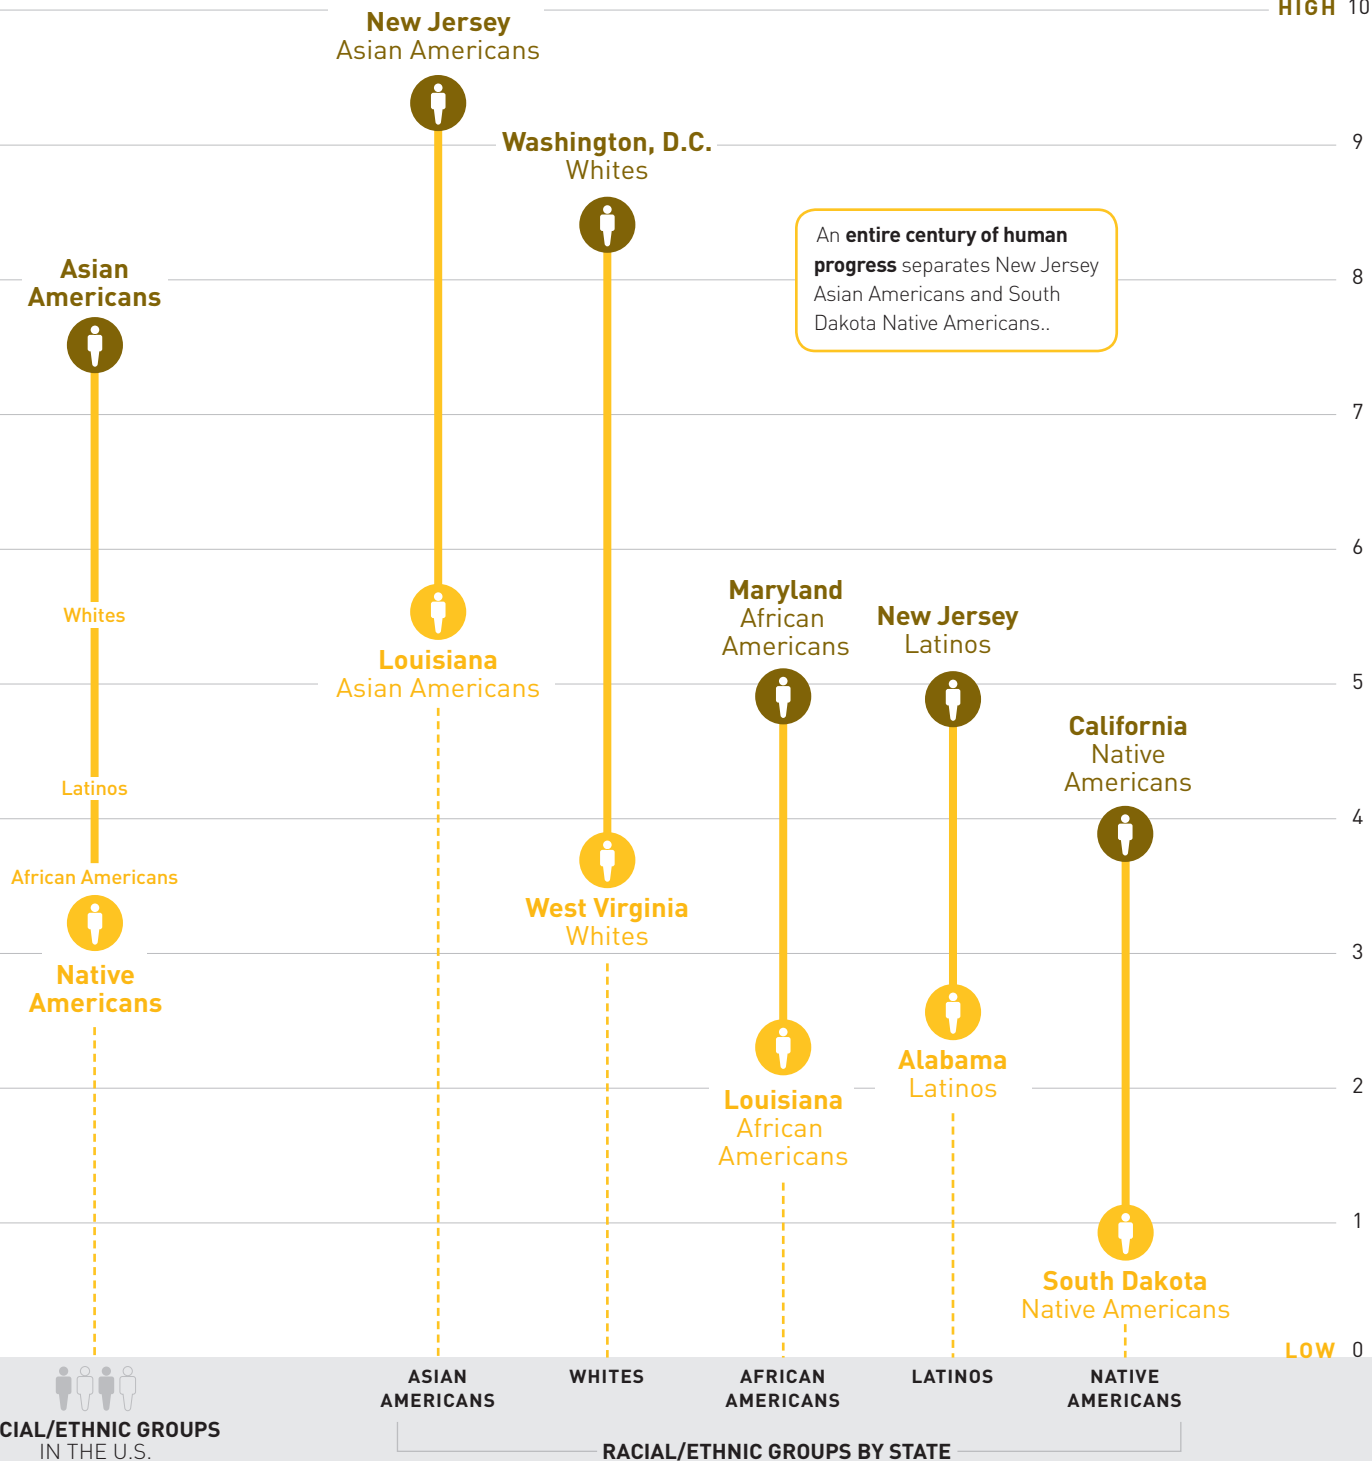 HIGH 10
New Jersey
Asian Americans
Washington, D.C.
Whites
9
An entire century of human
progress separates New Jersey
Asian Americans and South
Dakota Native Americans..
Asian
Americans
8
7
6
Whites
Maryland
African
Americans
New Jersey
Latinos
Louisiana
Asian Americans
5
California
Native
Americans
Latinos
4
African Americans
West Virginia
Whites
3
Native
Americans
Alabama
Latinos
2
Louisiana
African
Americans
1
South Dakota
Native Americans
LOW 0
ASIAN
AMERICANS
WHITES
AFRICAN
AMERICANS
LATINOS
NATIVE
AMERICANS
CIAL/ETHNIC GROUPS
IN THE U.S.
RACIAL/ETHNIC GROUPS BY STATE